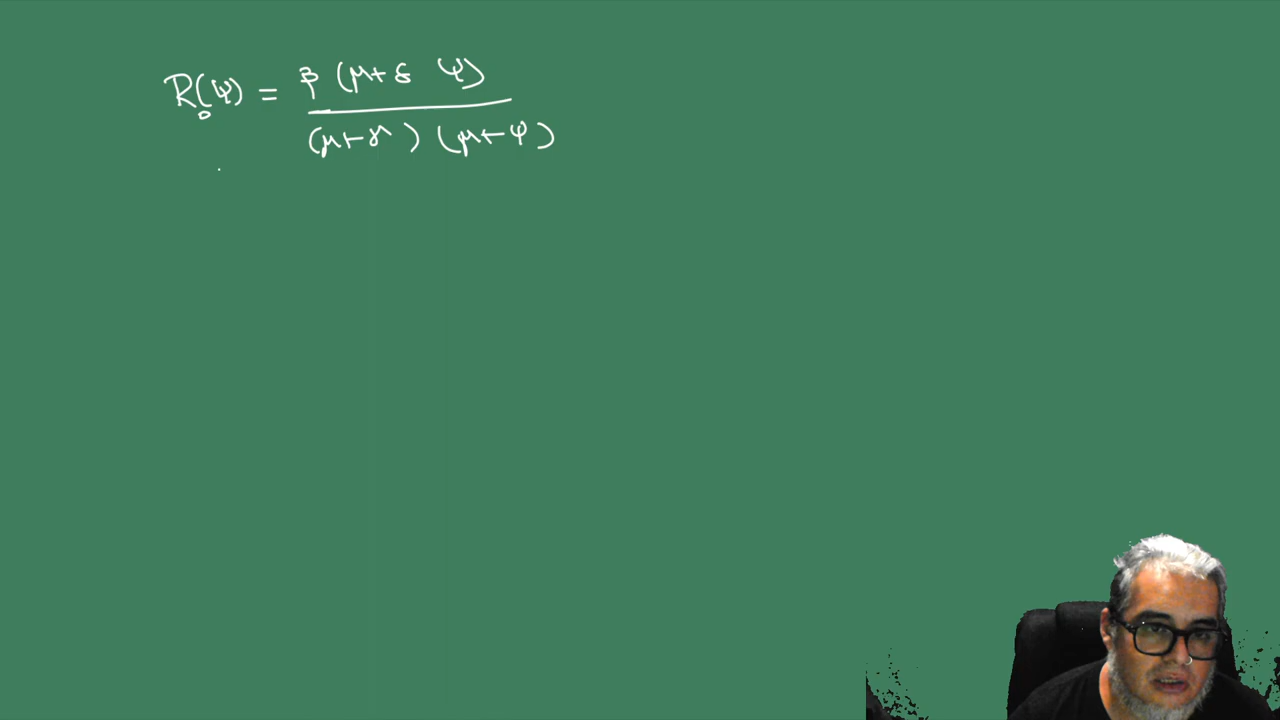 R₀(ψ) = β (μ+δ ψ) / (μ+γ) (μ+ψ)